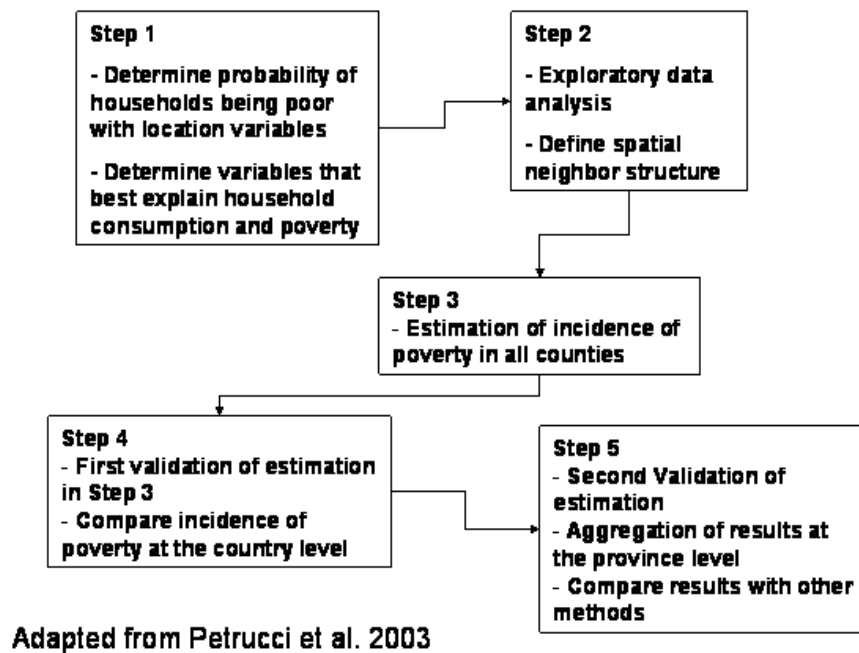 Step 1
- Determine probability of
households being poor
with location variables
- Determine variables that
best explain household
consumption and poverty
Step 2
- Exploratory data
analysis
- Define spatial
neighbor structure
Step 3
- Estimation of incidence of
poverty in all counties
Step 4
- First validation of estimation
in Step 3
- Compare incidence of
poverty at the country level
Step 5
- Second Validation of
estimation
- Aggregation of results at
the province level
- Compare results with other
methods
Adapted from Petrucci et al. 2003